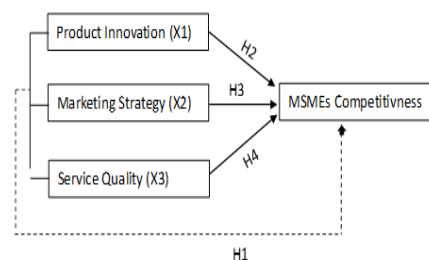 Product Innovation (X1)
H2
Marketing Strategy (X2)
H3
MSMEs Competitivness
Service Quality (X3)
H4
H1